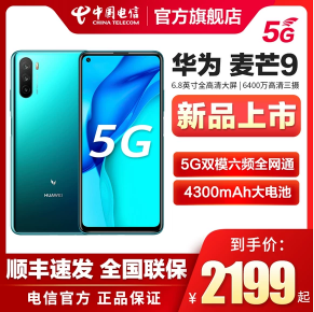 中国电信 官方旗舰店
CHINA TELECOM
5G
华为 麦芒9
6.8英寸全高清大屏 | 6400万高清三摄
新品上市
5G
5G双模六频全网通
4300mAh大电池
HUAWEI
顺丰速发 全国联保
电信官方 正品保证
到手价：
¥2199起